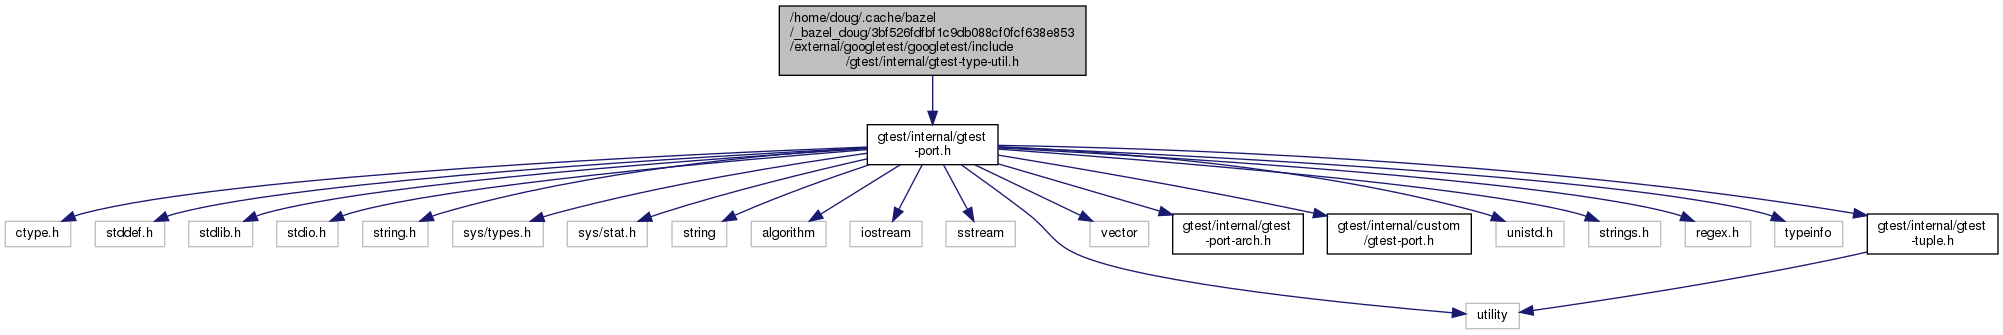 /home/doug/.cache/bazel
/_bazel_doug/3bf526fdfbf1c9db088cf0fcf638e853
/external/googletest/googletest/include
/gtest/internal/gtest-type-util.h
gtest/internal/gtest
-port.h
ctype.h
stddef.h
stdlib.h
stdio.h
string.h
sys/types.h
sys/stat.h
string
algorithm
iostream
sstream
vector
gtest/internal/gtest
-port-arch.h
gtest/internal/custom
/gtest-port.h
unistd.h
strings.h
regex.h
typeinfo
gtest/internal/gtest
-tuple.h
utility